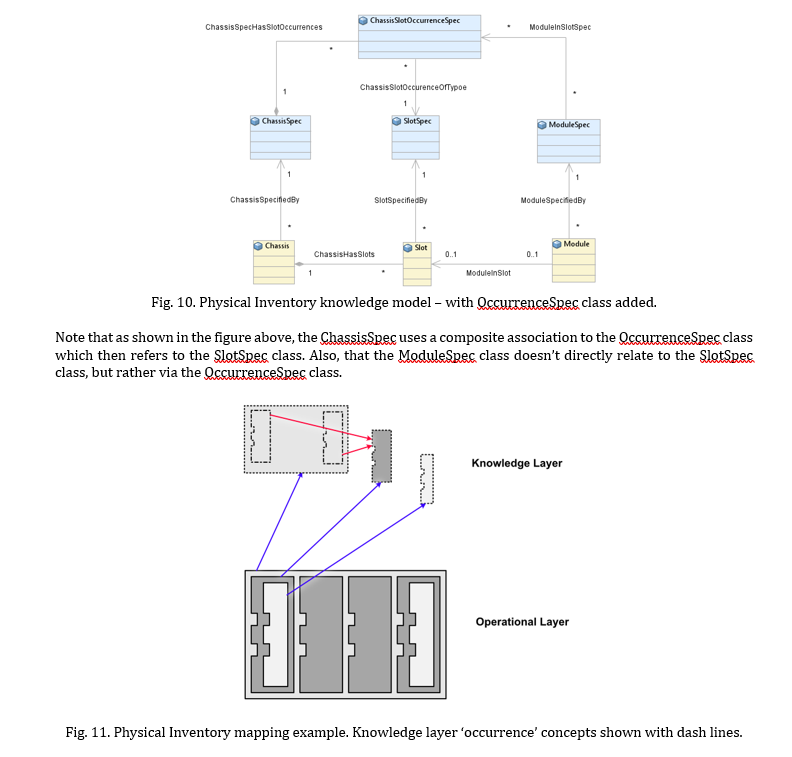 ChassisSlotOccurrenceSpec
ChassisSpecHasSlotOccurrences
*
ModuleInSlotSpec
*
*
ChassisSlotOccurenceOfTypoe
1
*
1
ChassisSpec
SlotSpec
ModuleSpec
1
1
1
ChassisSpecifiedBy
SlotSpecifiedBy
ModuleSpecifiedBy
*
*
*
Chassis
Slot
Module
ChassisHasSlots
0..1
0..1
1
*
ModuleInSlot
Fig. 10. Physical Inventory knowledge model – with OccurrenceSpec class added.
Note that as shown in the figure above, the ChassisSpec uses a composite association to the OccurrenceSpec class
which then refers to the SlotSpec class. Also, that the ModuleSpec class doesn't directly relate to the SlotSpec
class, but rather via the OccurrenceSpec class.
Knowledge Layer
Operational Layer
Fig. 11. Physical Inventory mapping example. Knowledge layer 'occurrence' concepts shown with dash lines.